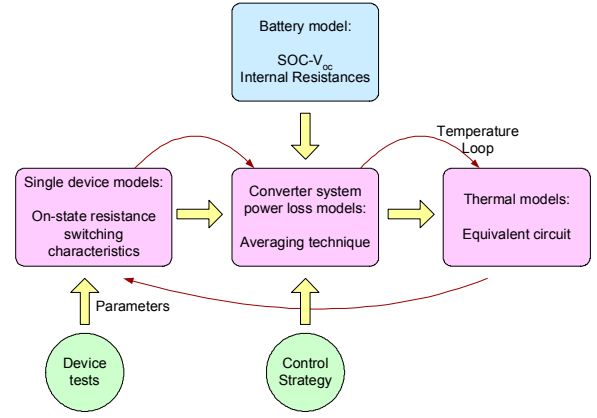 Battery model:
SOC-Voc
Internal Resistances
Temperature
Loop
Single device models:
On-state resistance
switching
characteristics
Converter system
power loss models:
Averaging technique
Thermal models:
Equivalent circuit
Parameters
Device
tests
Control
Strategy